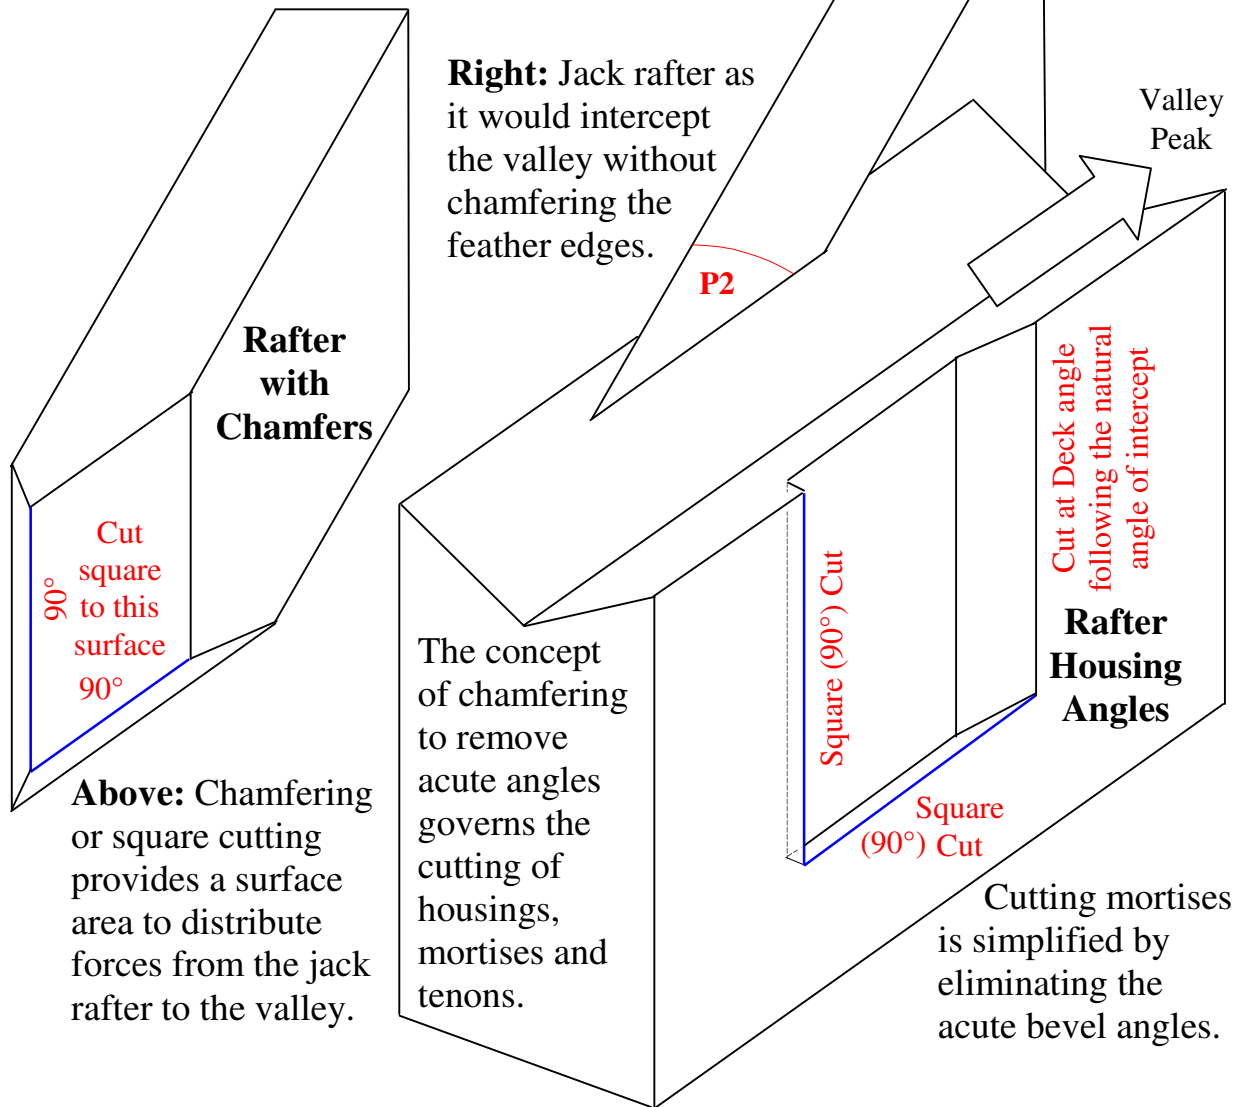 Right: Jack rafter as
it would intercept
the valley without
chamfering the
feather edges.
Valley
Peak
P2
Rafter
with
Chamfers
Cut
square
to this
surface
90°
90°
Above: Chamfering
or square cutting
provides a surface
area to distribute
forces from the jack
rafter to the valley.
The concept
of chamfering
to remove
acute angles
governs the
cutting of
housings,
mortises and
tenons.
Square (90°) Cut
Cut at Deck angle
following the natural
angle of intercept
Rafter
Housing
Angles
Square
(90°) Cut
Cutting mortises
is simplified by
eliminating the
acute bevel angles.